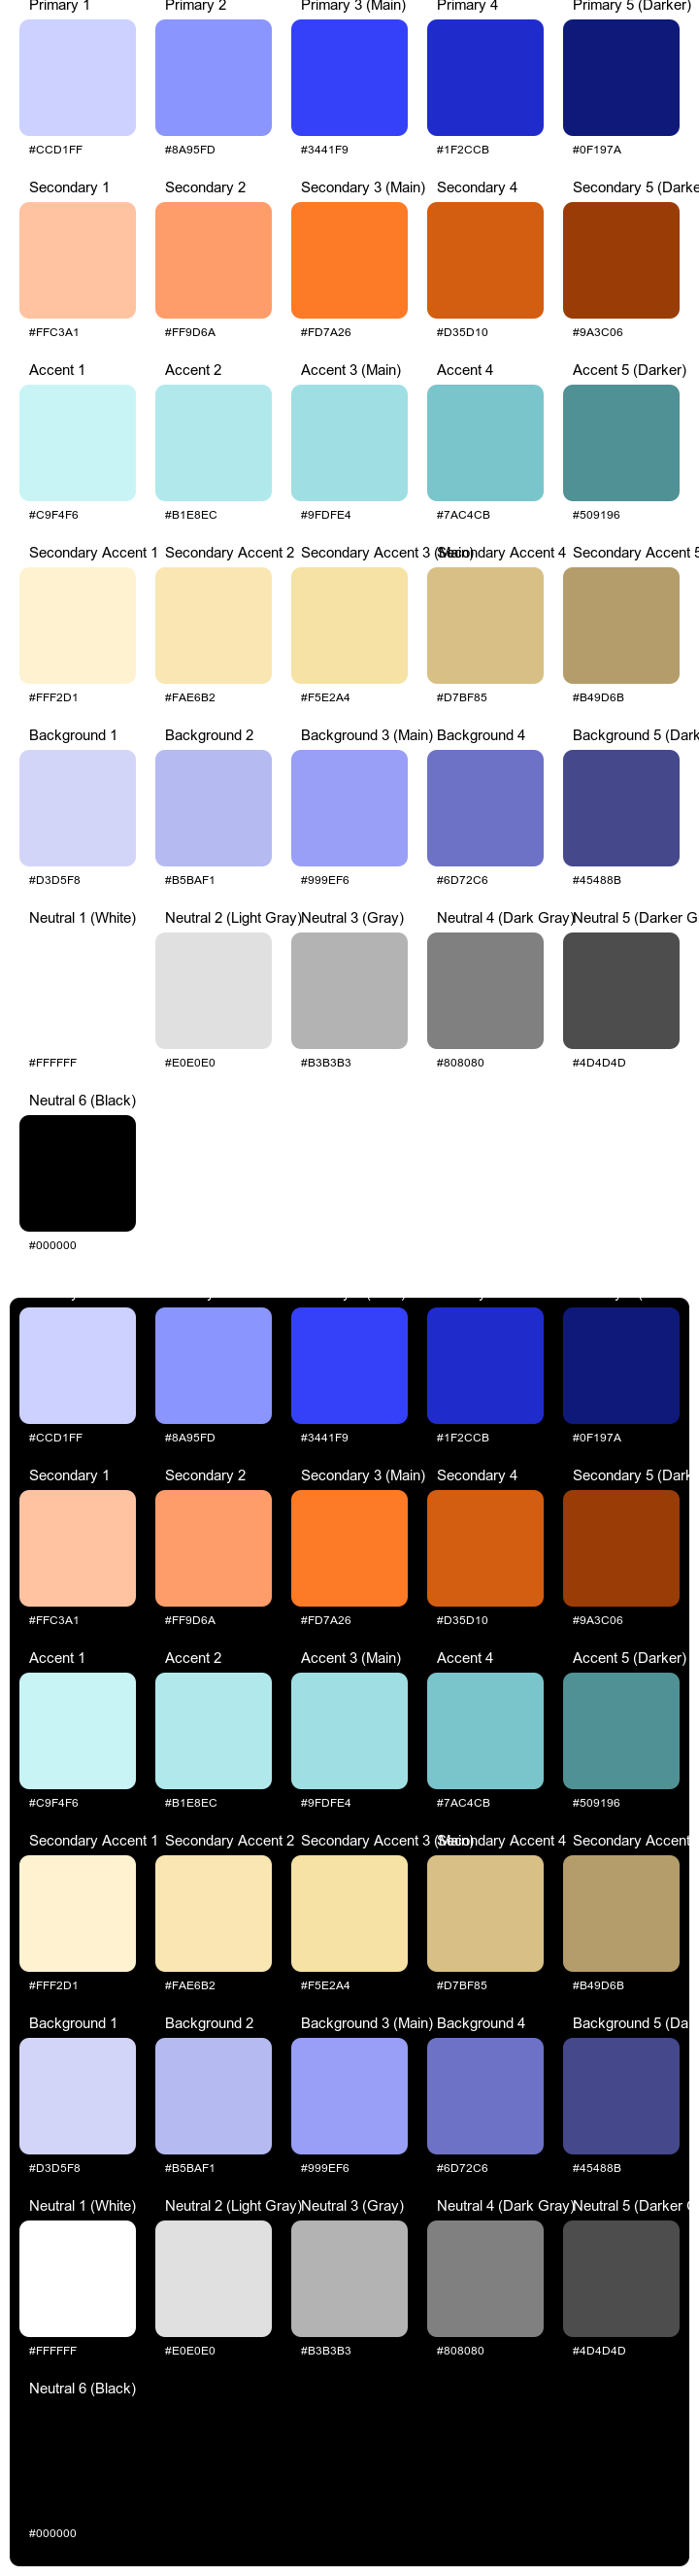 Primary 1 Primary 2 Primary 3 (Main) Primary 4 Primary 5 (Darker)
#CCD1FF #8A95FD #3441F9 #1F2CCB #0F197A
Secondary 1 Secondary 2 Secondary 3 (Main) Secondary 4 Secondary 5 (Darke
#FFC3A1 #FF9D6A #FD7A26 #D35D10 #9A3C06
Accent 1 Accent 2 Accent 3 (Main) Accent 4 Accent 5 (Darker)
#C9F4F6 #B1E8EC #9FDFE4 #7AC4CB #509196
Secondary Accent 1 Secondary Accent 2 Secondary Accent 3 (Main) Secondary Accent 4 Secondary Accent 5
#FFF2D1 #FAE6B2 #F5E2A4 #D7BF85 #B49D6B
Background 1 Background 2 Background 3 (Main) Background 4 Background 5 (Dark
#D3D5F8 #B5BAF1 #999EF6 #6D72C6 #45488B
Neutral 1 (White) Neutral 2 (Light Gray) Neutral 3 (Gray) Neutral 4 (Dark Gray) Neutral 5 (Darker G
#FFFFFF #E0E0E0 #B3B3B3 #808080 #4D4D4D
Neutral 6 (Black)
#000000
#CCD1FF #8A95FD #3441F9 #1F2CCB #0F197A
Secondary 1 Secondary 2 Secondary 3 (Main) Secondary 4 Secondary 5 (Dark
#FFC3A1 #FF9D6A #FD7A26 #D35D10 #9A3C06
Accent 1 Accent 2 Accent 3 (Main) Accent 4 Accent 5 (Darker)
#C9F4F6 #B1E8EC #9FDFE4 #7AC4CB #509196
Secondary Accent 1 Secondary Accent 2 Secondary Accent 3 (Main) Secondary Accent 4 Secondary Accent
#FFF2D1 #FAE6B2 #F5E2A4 #D7BF85 #B49D6B
Background 1 Background 2 Background 3 (Main) Background 4 Background 5 (Da
#D3D5F8 #B5BAF1 #999EF6 #6D72C6 #45488B
Neutral 1 (White) Neutral 2 (Light Gray) Neutral 3 (Gray) Neutral 4 (Dark Gray) Neutral 5 (Darker
#FFFFFF #E0E0E0 #B3B3B3 #808080 #4D4D4D
Neutral 6 (Black)
#000000